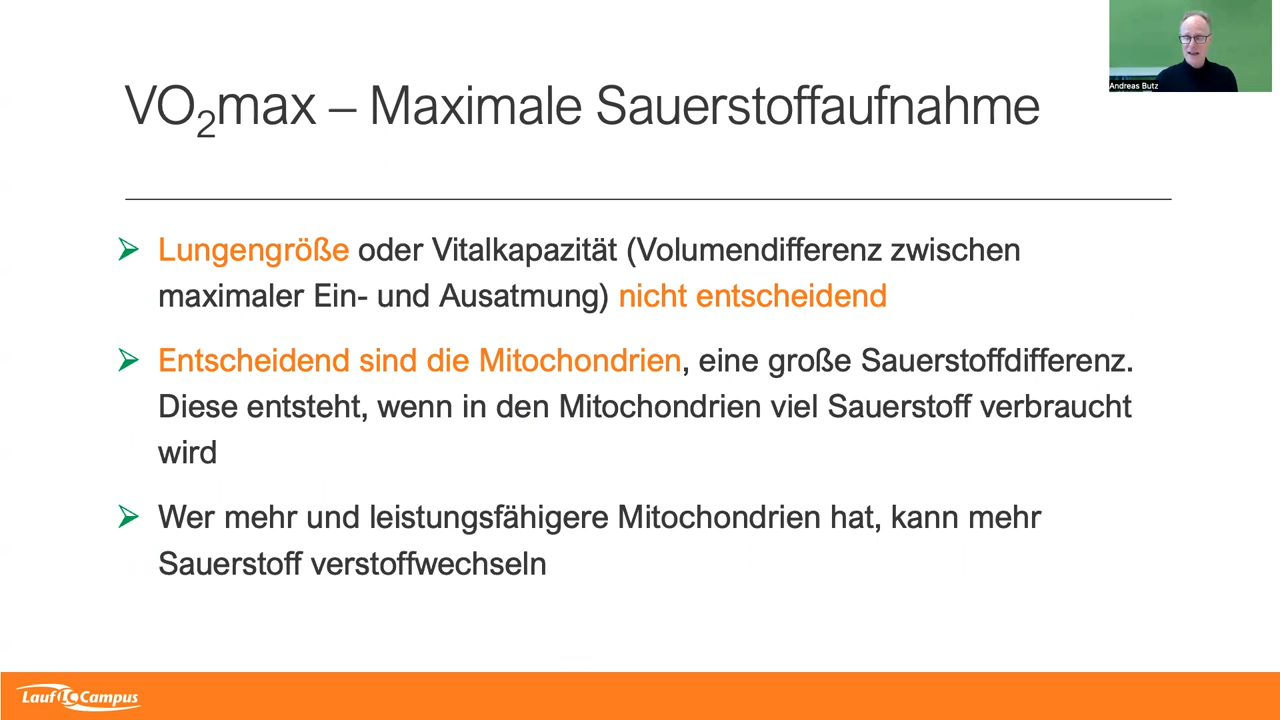 Andreas Butz
VO₂max – Maximale Sauerstoffaufnahme
Lungengröße oder Vitalkapazität (Volumendifferenz zwischen
maximaler Ein- und Ausatmung) nicht entscheidend
Entscheidend sind die Mitochondrien, eine große Sauerstoffdifferenz.
Diese entsteht, wenn in den Mitochondrien viel Sauerstoff verbraucht
wird
Wer mehr und leistungsfähigere Mitochondrien hat, kann mehr
Sauerstoff verstoffwechseln
Lauf LC Campus